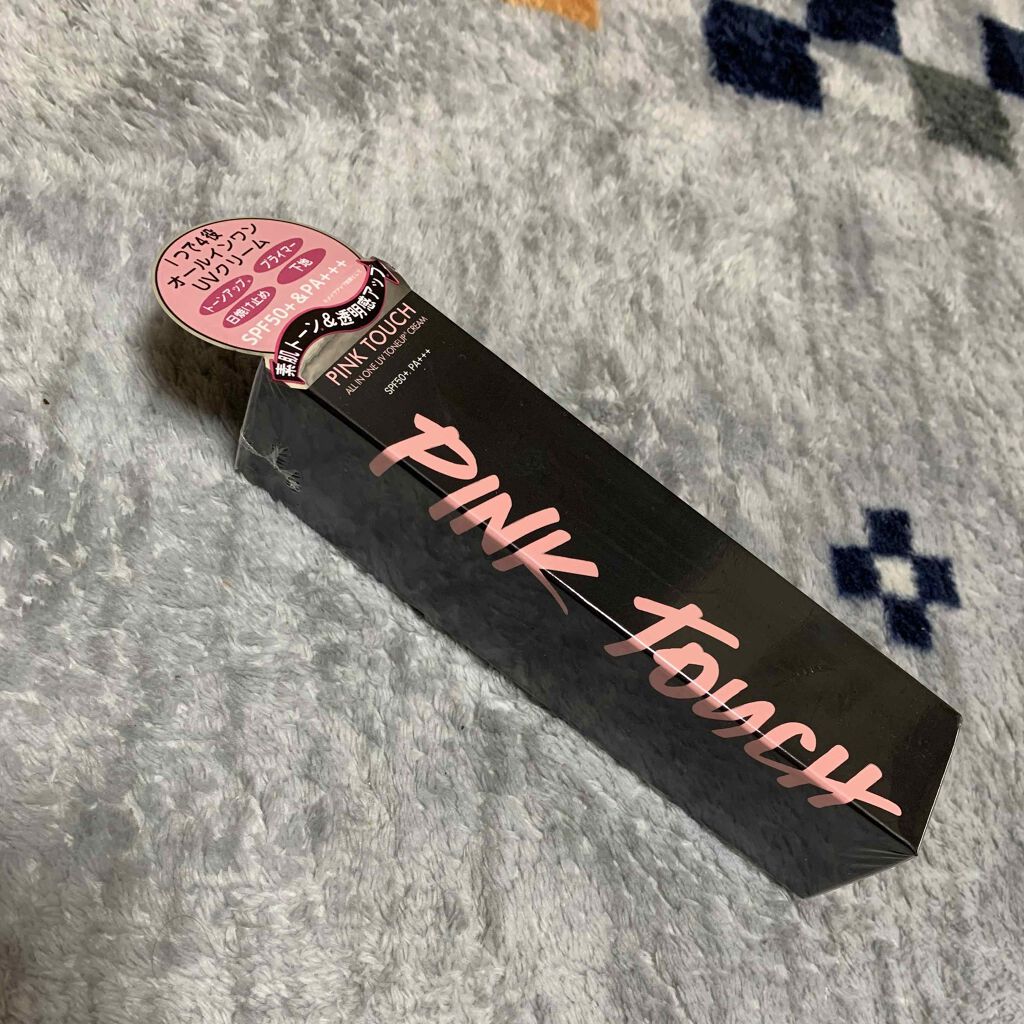 1つで4役
オールインワン
UVクリーム
トーンアップ プライマー
日焼け止め 下地
SPF50+&PA+++
素肌トーン&透明感アップ
PINK TOUCH
ALL IN ONE UV TONEUP CREAM
SPF50+, PA+++
PINK TOUCH